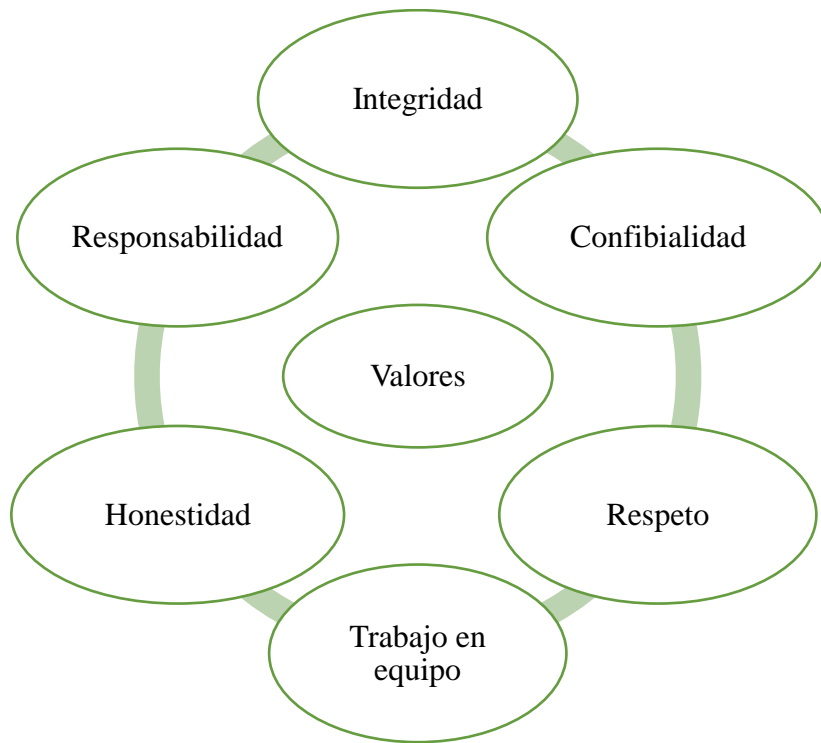 Integridad
Responsabilidad
Confibialidad
Valores
Honestidad
Respeto
Trabajo en
equipo